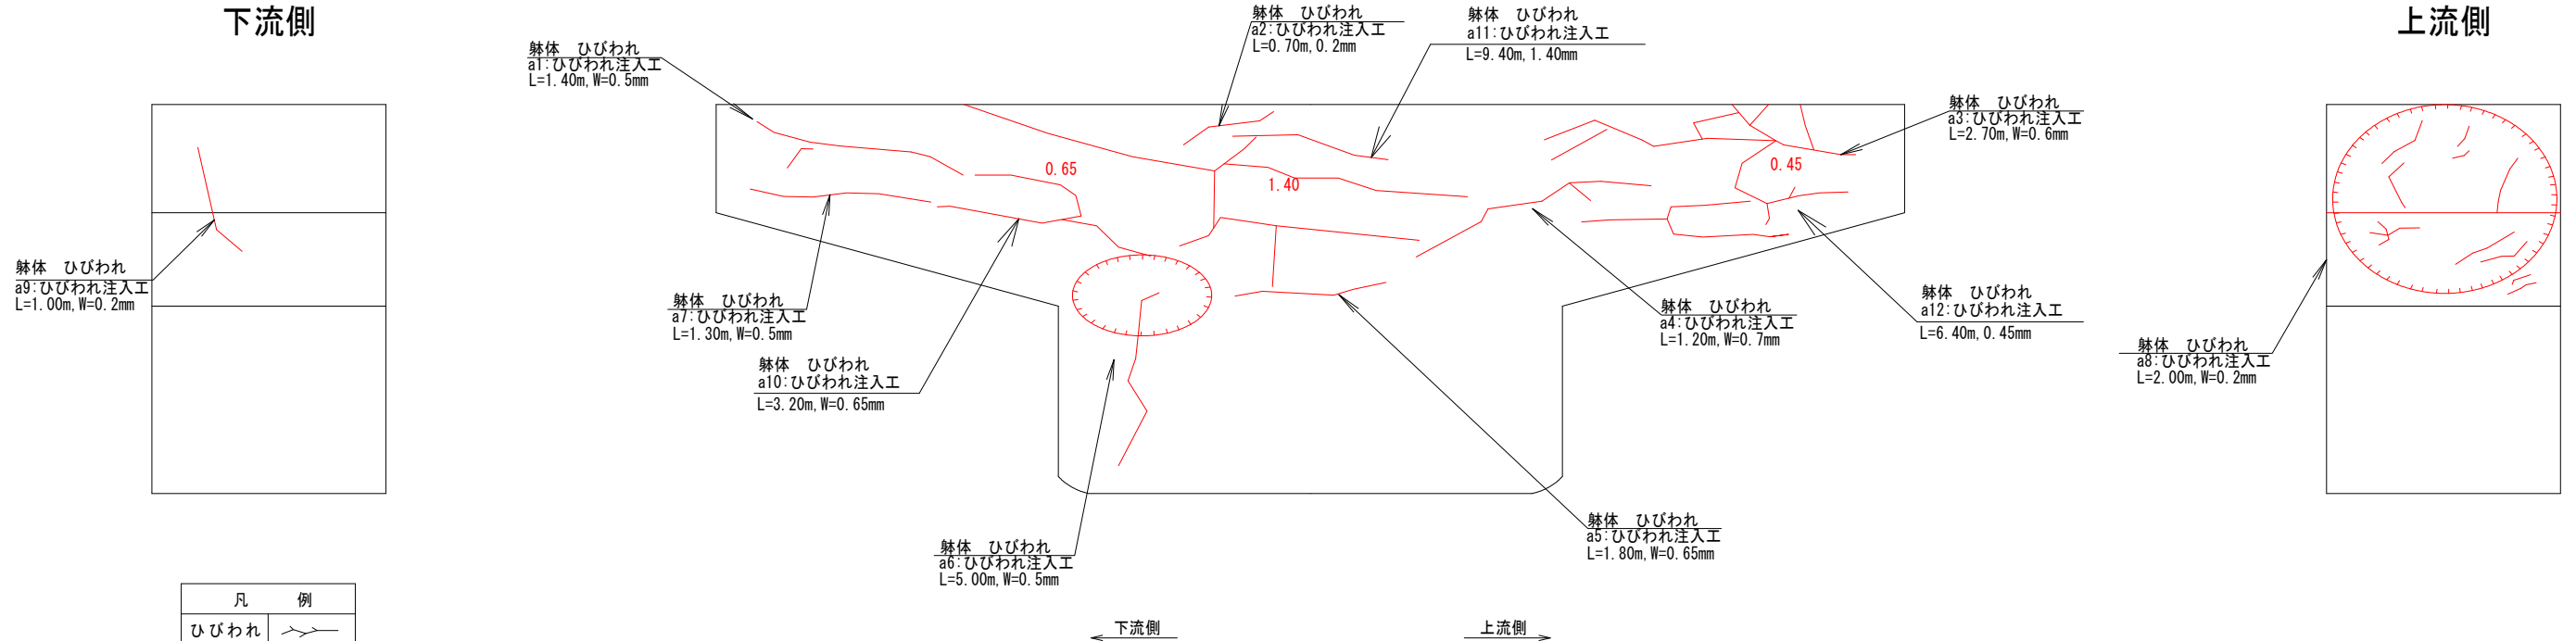 下流側
上流側
躰体　ひびわれ
a1:ひびわれ注入工
L=1.40m,W=0.5mm
躰体　ひびわれ
a2:ひびわれ注入工
L=0.70m,0.2mm
躰体　ひびわれ
a11:ひびわれ注入工
L=9.40m,1.40mm
躰体　ひびわれ
a3:ひびわれ注入工
L=2.70m,W=0.6mm
0.65
1.40
0.45
躰体　ひびわれ
a9:ひびわれ注入工
L=1.00m,W=0.2mm
躰体　ひびわれ
a7:ひびわれ注入工
L=1.30m,W=0.5mm
躰体　ひびわれ
a4:ひびわれ注入工
L=1.20m,W=0.7mm
躰体　ひびわれ
a12:ひびわれ注入工
L=6.40m,0.45mm
躰体　ひびわれ
a8:ひびわれ注入工
L=2.00m,W=0.2mm
躰体　ひびわれ
a10:ひびわれ注入工
L=3.20m,W=0.65mm
躰体　ひびわれ
a5:ひびわれ注入工
L=1.80m,W=0.65mm
躰体　ひびわれ
a6:ひびわれ注入工
L=5.00m,W=0.5mm
凡　例
ひびわれ
下流側
上流側